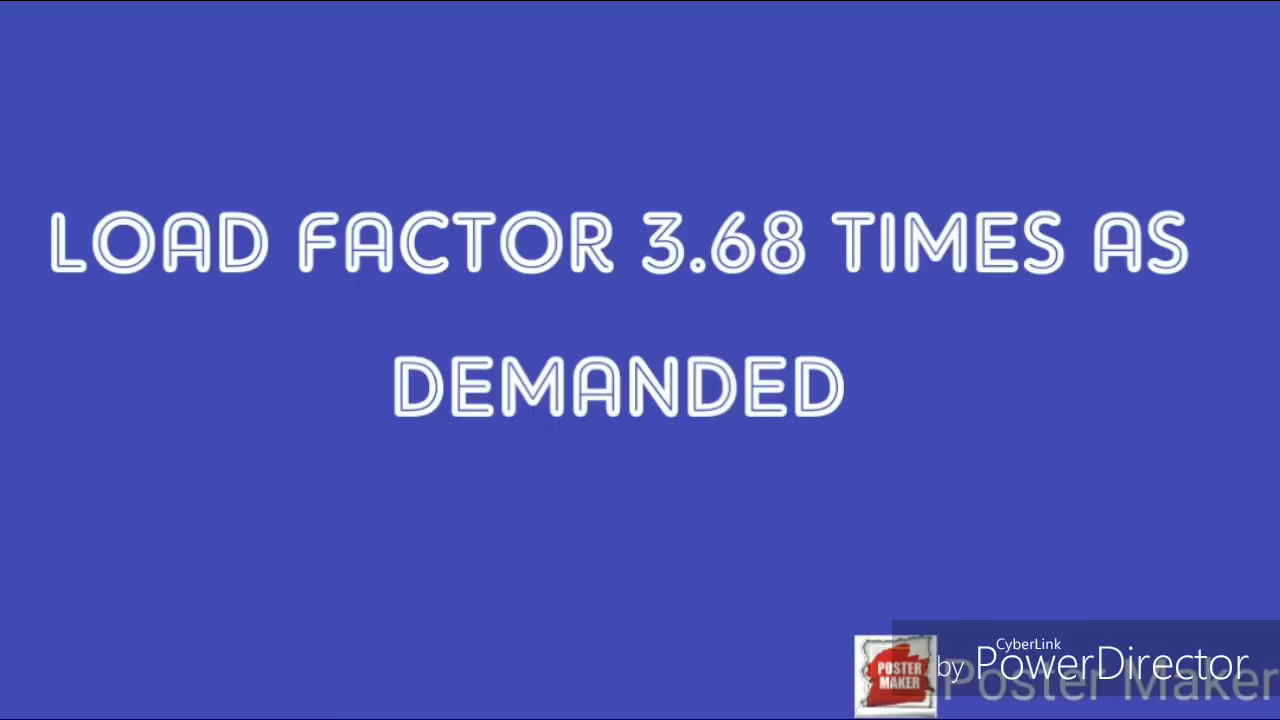 LOAD FACTOR 3.68 TIMES AS
DEMANDED
CyberLink
by PowerDirector
POSTER
MAKER
Poster Maker